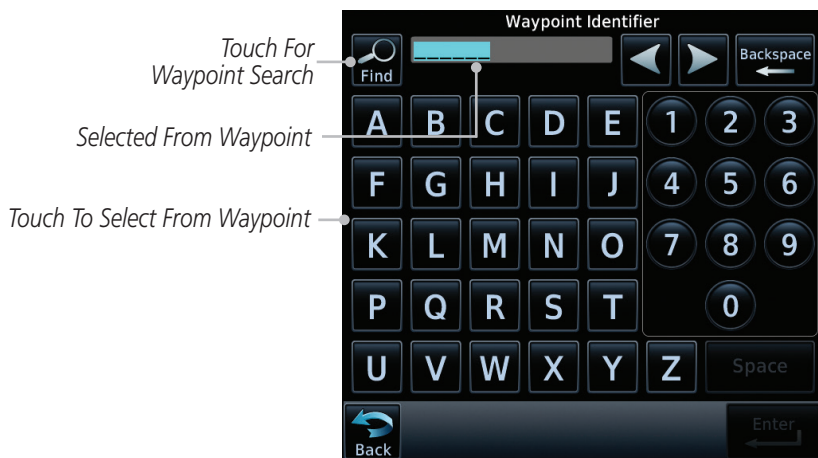 Waypoint Identifier
Touch For
Waypoint Search
Find
Backspace
Selected From Waypoint
A B C D E 1 2 3
F G H I J 4 5 6
Touch To Select From Waypoint
K L M N O 7 8 9
P Q R S T 0
U V W X Y Z Space
Back
Enter